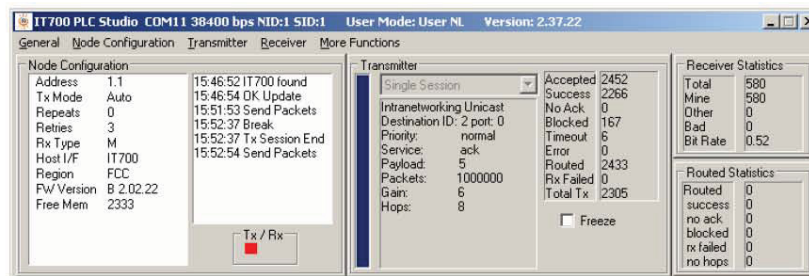 IT700 PLC Studio COM11 38400 bps NID:1 SID:1 User Mode: User NL Version: 2.37.22
General Node Configuration Transmitter Receiver More Functions
Node Configuration
Address 1.1
Tx Mode Auto
Repeats 0
Retries 3
Rx Type M
Host I/F IT700
Region FCC
FW Version B 2.02.22
Free Mem 2333
15:46:52 IT700 found
15:46:54 OK Update
15:51:53 Send Packets
15:52:37 Break
15:52:37 Tx Session End
15:52:54 Send Packets
Tx / Rx
Transmitter
Single Session
Intranetworking Unicast
Destination ID: 2 port: 0
Priority: normal
Service: ack
Payload: 5
Packets: 1000000
Gain: 6
Hops: 8
Accepted 2452
Success 2266
No Ack 0
Blocked 167
Timeout 6
Error 0
Routed 2433
Rx Failed 0
Total Tx 2305
Freeze
Receiver Statistics
Total 580
Mine 580
Other 0
Bad 0
Bit Rate 0.52
Routed Statistics
Routed 0
success 0
no ack 0
blocked 0
rx failed 0
no hops 0